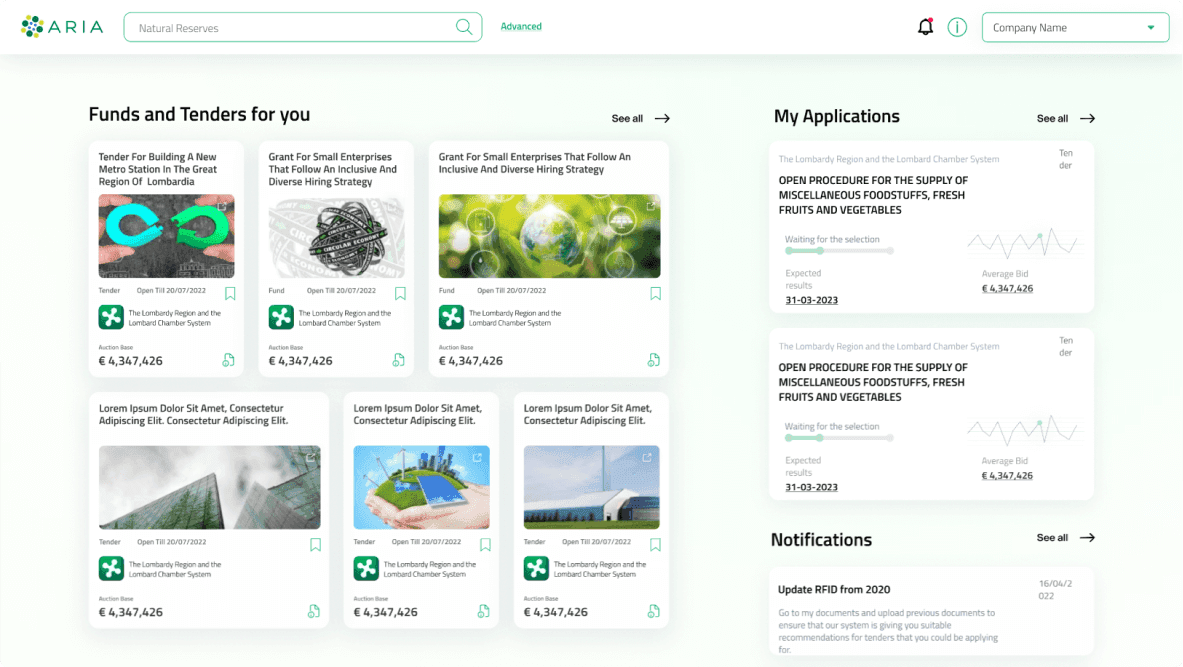 ARIA
Natural Reserves
Advanced
Company Name
Funds and Tenders for you
See all
Tender For Building A New
Metro Station In The Great
Region Of Lombardia
Tender
Open Till 20/07/2022
The Lombardy Region and the
Lombard Chamber System
Auction Base
€ 4,347,426
Grant For Small Enterprises
That Follow An Inclusive And
Diverse Hiring Strategy
CIRCULAR ECONOMY
Fund
Open Till 20/07/2022
The Lombardy Region and the
Lombard Chamber System
Auction Base
€ 4,347,426
Grant For Small Enterprises That Follow An
Inclusive And Diverse Hiring Strategy
Fund
Open Till 20/07/2022
The Lombardy Region and the
Lombard Chamber System
Auction Base
€ 4,347,426
Lorem Ipsum Dolor Sit Amet, Consectetur
Adipiscing Elit. Consectetur Adipiscing Elit.
Tender
Open Till 20/07/2022
The Lombardy Region and the
Lombard Chamber System
Auction Base
€ 4,347,426
Lorem Ipsum Dolor Sit Amet,
Consectetur Adipiscing Elit.
Tender
Open Till 20/07/2022
The Lombardy Region and the
Lombard Chamber System
Auction Base
€ 4,347,426
Lorem Ipsum Dolor Sit Amet,
Consectetur Adipiscing Elit.
Tender
Open Till 20/07/2022
The Lombardy Region and the
Lombard Chamber System
Auction Base
€ 4,347,426
My Applications
See all
The Lombardy Region and the Lombard Chamber System
Ten
der
OPEN PROCEDURE FOR THE SUPPLY OF
MISCELLANEOUS FOODSTUFFS, FRESH
FRUITS AND VEGETABLES
Waiting for the selection
Expected
results
31-03-2023
Average Bid
€ 4,347,426
The Lombardy Region and the Lombard Chamber System
Ten
der
OPEN PROCEDURE FOR THE SUPPLY OF
MISCELLANEOUS FOODSTUFFS, FRESH
FRUITS AND VEGETABLES
Waiting for the selection
Expected
results
31-03-2023
Average Bid
€ 4,347,426
Notifications
See all
Update RFID from 2020
16/04/2
022
Go to my documents and upload previous documents to
ensure that our system is giving you suitable
recommendations for tenders that you could be applying
for.